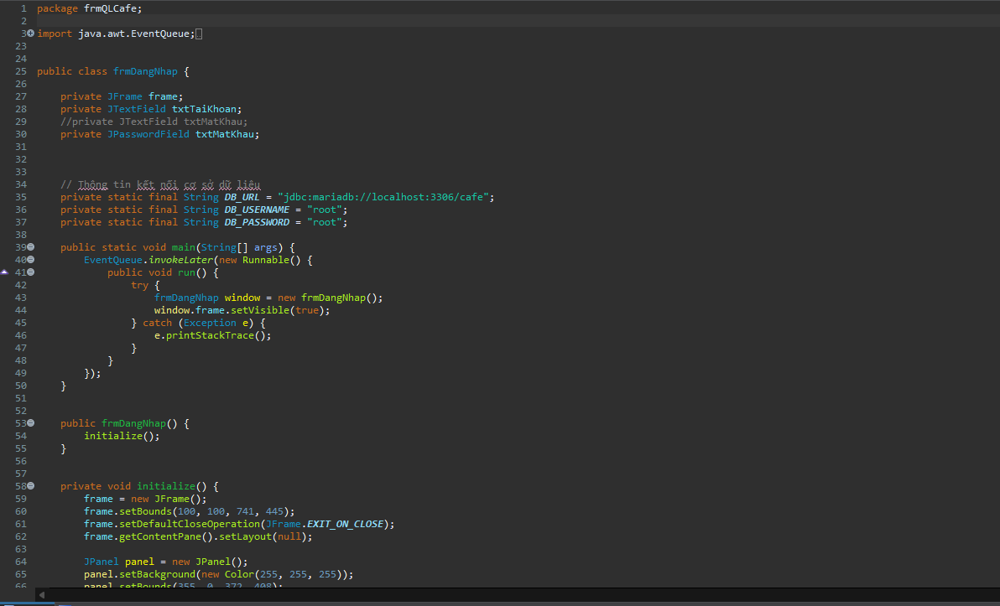 1 package frmQLCafe;
2
3 import java.awt.EventQueue;
23
24
25 public class frmDangNhap {
26
27 private JFrame frame;
28 private JTextField txtTaiKhoan;
29 //private JTextField txtMatKhau;
30 private JPasswordField txtMatKhau;
31
32
33
34 // Thông tin kết nối cơ sở dữ liệu
35 private static final String DB_URL = "jdbc:mariadb://localhost:3306/cafe";
36 private static final String DB_USERNAME = "root";
37 private static final String DB_PASSWORD = "root";
38
39 public static void main(String[] args) {
40 EventQueue.invokeLater(new Runnable() {
41 public void run() {
42 try {
43 frmDangNhap window = new frmDangNhap();
44 window.frame.setVisible(true);
45 } catch (Exception e) {
46 e.printStackTrace();
47 }
48 }
49 });
50 }
51
52
53 public frmDangNhap() {
54 initialize();
55 }
56
57
58 private void initialize() {
59 frame = new JFrame();
60 frame.setBounds(100, 100, 741, 445);
61 frame.setDefaultCloseOperation(JFrame.EXIT_ON_CLOSE);
62 frame.getContentPane().setLayout(null);
63
64 JPanel panel = new JPanel();
65 panel.setBackground(new Color(255, 255, 255));
66 panel.setBounds(355, 0, 372, 408);